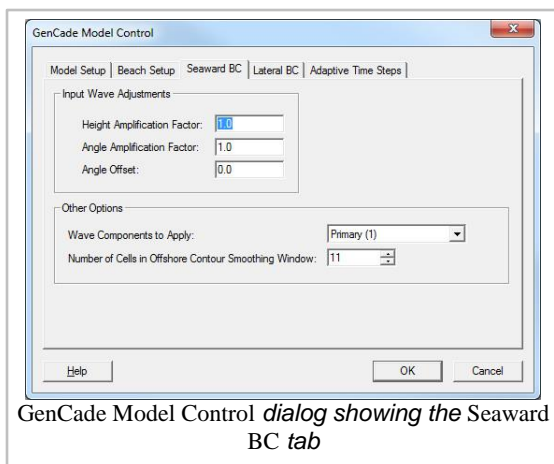 GenCade Model Control
Model Setup Beach Setup Seaward BC Lateral BC Adaptive Time Steps
Input Wave Adjustments
Height Amplification Factor: 1.0
Angle Amplification Factor: 1.0
Angle Offset: 0.0
Other Options
Wave Components to Apply: Primary (1)
Number of Cells in Offshore Contour Smoothing Window: 11
Help OK Cancel
GenCade Model Control dialog showing the Seaward
BC tab